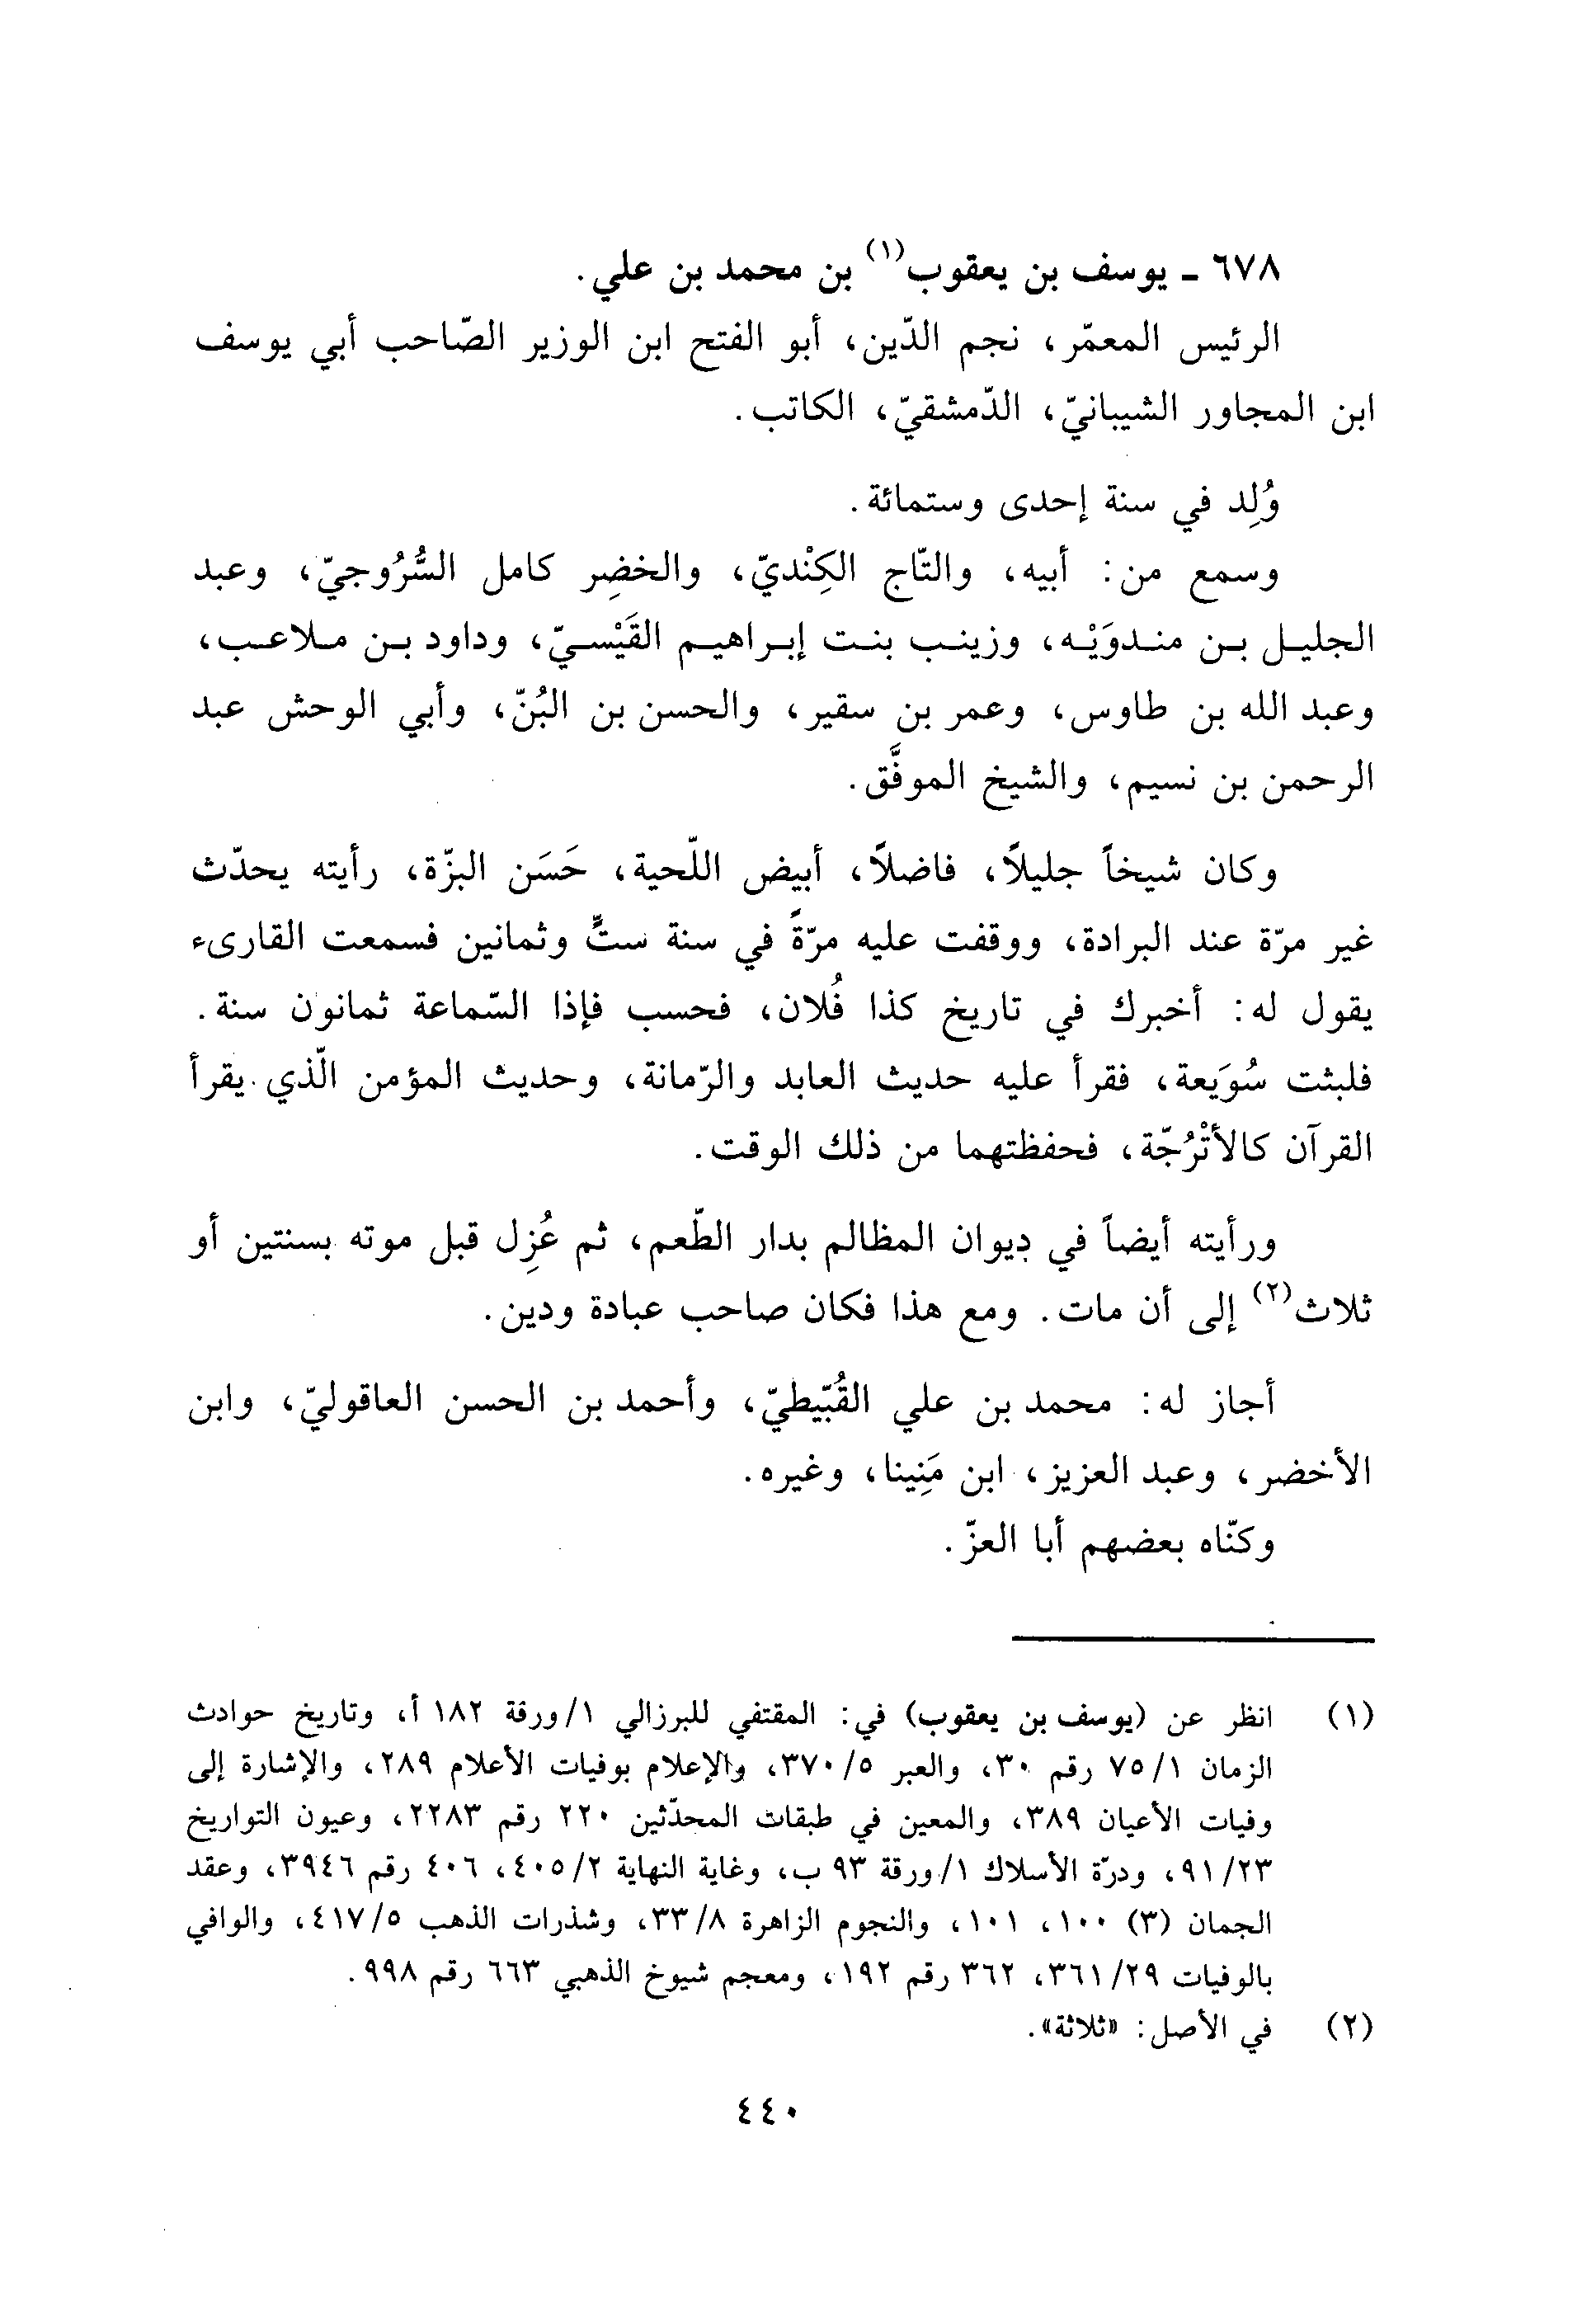 ٦٧٨ ـ يوسف بن يعقوب(١) بن محمد بن علي.
الرئيس المعمّر، نجم الدّين، أبو الفتح ابن الوزير الصّاحب أبي يوسف
ابن المجاور الشيبانيّ، الدّمشقيّ، الكاتب.
وُلِد في سنة إحدى وستمائة.
وسمع من: أبيه، والتّاج الكِنْديّ، والخضِر كامل السُّرُوجيّ، وعبد
الجليل بن مندوَيْه، وزينب بنت إبراهيم القَيْسيّ، وداود بن ملاعب،
وعبد الله بن طاوس، وعمر بن سقير، والحسن بن البُنّ، وأبي الوحش عبد
الرحمن بن نسيم، والشيخ الموفَّق.
وكان شيخاً جليلاً، فاضلاً، أبيض اللّحية، حَسَن البزّة، رأيته يحدّث
غير مرّة عند البرادة، ووقفت عليه مرّةً في سنة ستٍّ وثمانين فسمعت القارىء
يقول له: أخبرك في تاريخ كذا فُلان، فحسب فإذا السّماعة ثمانون سنة.
فلبثت سُوَيعة، فقرأ عليه حديث العابد والرّمانة، وحديث المؤمن الّذي يقرأ
القرآن كالأتْرُجّة، فحفظتهما من ذلك الوقت.
ورأيته أيضاً في ديوان المظالم بدار الطّعم، ثم عُزِل قبل موته بسنتين أو
ثلاث(٢) إلى أن مات. ومع هذا فكان صاحب عبادة ودين.
أجاز له: محمد بن علي القُبّيطيّ، وأحمد بن الحسن العاقوليّ، وابن
الأخضر، وعبد العزيز، ابن مَنِينا، وغيره.
وكنّاه بعضهم أبا العزّ.
(١) انظر عن (يوسف بن يعقوب) في: المقتفي للبرزالي ١/ورقة ١٨٢ أ، وتاريخ حوادث
الزمان ١/ ٧٥ رقم ٣٠، والعبر ٥/ ٣٧٠، والإعلام بوفيات الأعلام ٢٨٩، والإشارة إلى
وفيات الأعيان ٣٨٩، والمعين في طبقات المحدّثين ٢٢٠ رقم ٢٢٨٣، وعيون التواريخ
٢٣/ ٩١، ودرّة الأسلاك ١/ورقة ٩٣ ب، وغاية النهاية ٢/ ٤٠٥، ٤٠٦ رقم ٣٩٤٦، وعقد
الجمان (٣) ١٠٠، ١٠١، والنجوم الزاهرة ٨/ ٣٣، وشذرات الذهب ٥/ ٤١٧، والوافي
بالوفيات ٢٩/ ٣٦١، ٣٦٢ رقم ١٩٢، ومعجم شيوخ الذهبي ٦٦٣ رقم ٩٩٨.
(٢) في الأصل: «ثلاثة».
٤٤٠